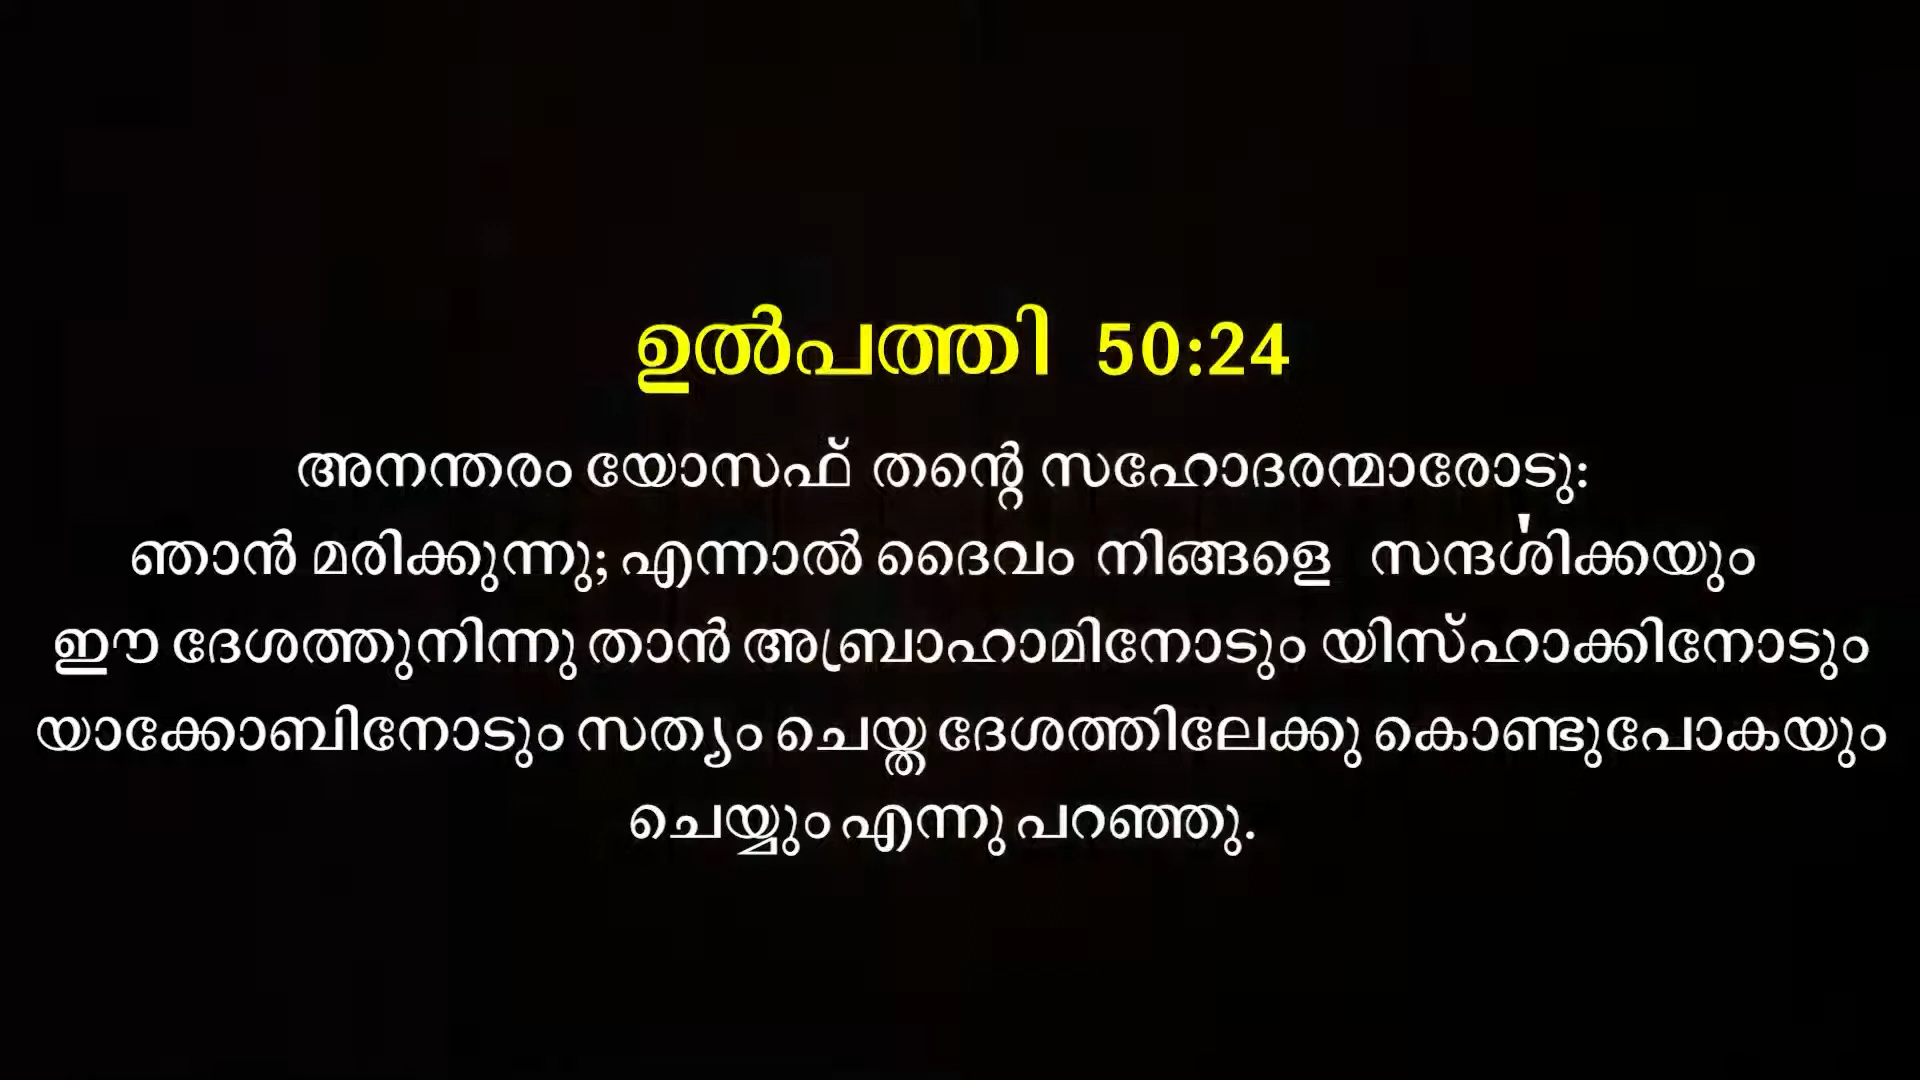 ഉൽപത്തി 50:24
അനന്തരം യോസഫ് തന്റെ സഹോദരന്മാരോടു:
ഞാൻ മരിക്കുന്നു; എന്നാൽ ദൈവം നിങ്ങളെ സന്ദൎശിക്കയും
ഈ ദേശത്തുനിന്നു താൻ അബ്രാഹാമിനോടും യിസ്ഹാക്കിനോടും
യാക്കോബിനോടും സത്യം ചെയ്ത ദേശത്തിലേക്കു കൊണ്ടുപോകയും
ചെയ്യും എന്നു പറഞ്ഞു.